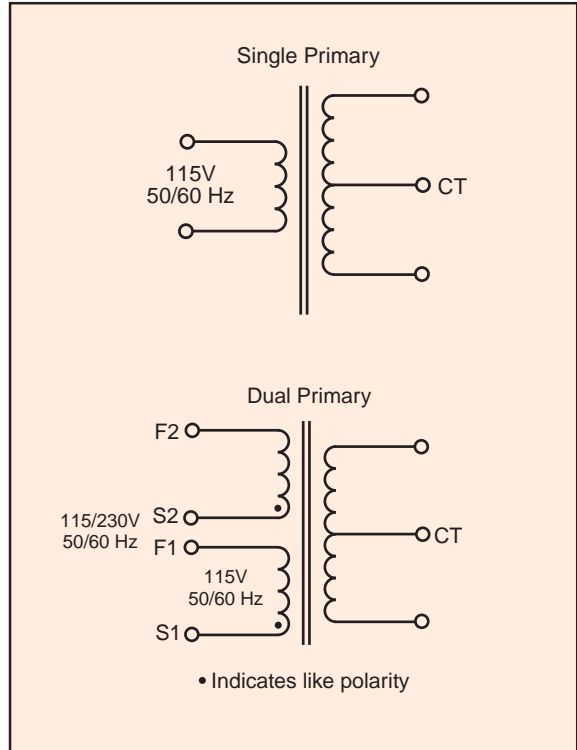 Single Primary
115V
50/60 Hz
CT
Dual Primary
F2
115/230V
50/60 Hz
S2
F1
CT
115V
50/60 Hz
S1
• Indicates like polarity